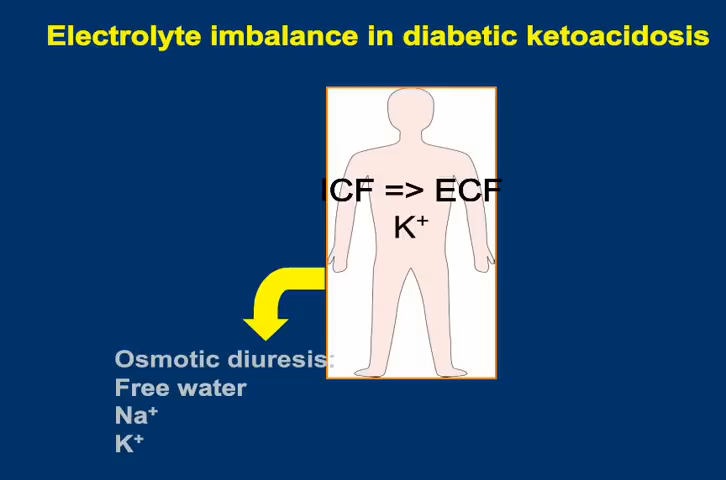 Electrolyte imbalance in diabetic ketoacidosis
ICF => ECF
K⁺
Osmotic diuresis:
Free water
Na⁺
K⁺